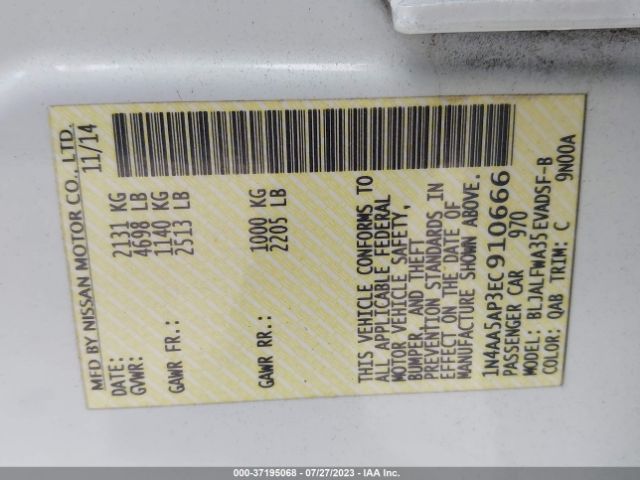 MFD BY NISSAN MOTOR CO., LTD.
DATE: 11/14
GVWR: 2131 KG
4698 LB
GAWR FR.: 1140 KG
2513 LB
GAWR RR.: 1000 KG
2205 LB
THIS VEHICLE CONFORMS TO
ALL APPLICABLE FEDERAL
MOTOR VEHICLE SAFETY,
BUMPER, AND THEFT
PREVENTION STANDARDS IN
EFFECT ON THE DATE OF
MANUFACTURE SHOWN ABOVE.
1N4AA5AP3EC910666
PASSENGER CAR 970
MODEL: BLJALFWA35EVADSF-B
COLOR: QAB TRIM: C 9N00A
000-37195068 - 07/27/2023 - IAAI.COM